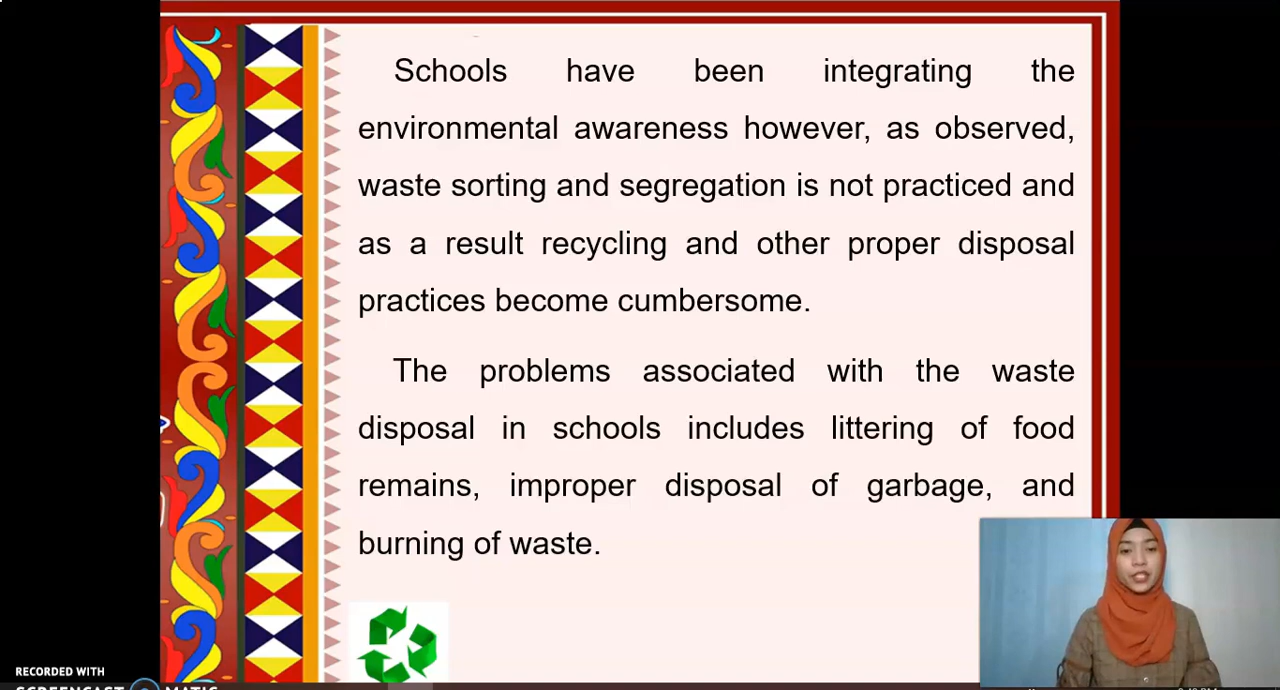 Schools have been integrating the
environmental awareness however, as observed,
waste sorting and segregation is not practiced and
as a result recycling and other proper disposal
practices become cumbersome.
The problems associated with the waste
disposal in schools includes littering of food
remains, improper disposal of garbage, and
burning of waste.
RECORDED WITH
SCREENCAST MATIC